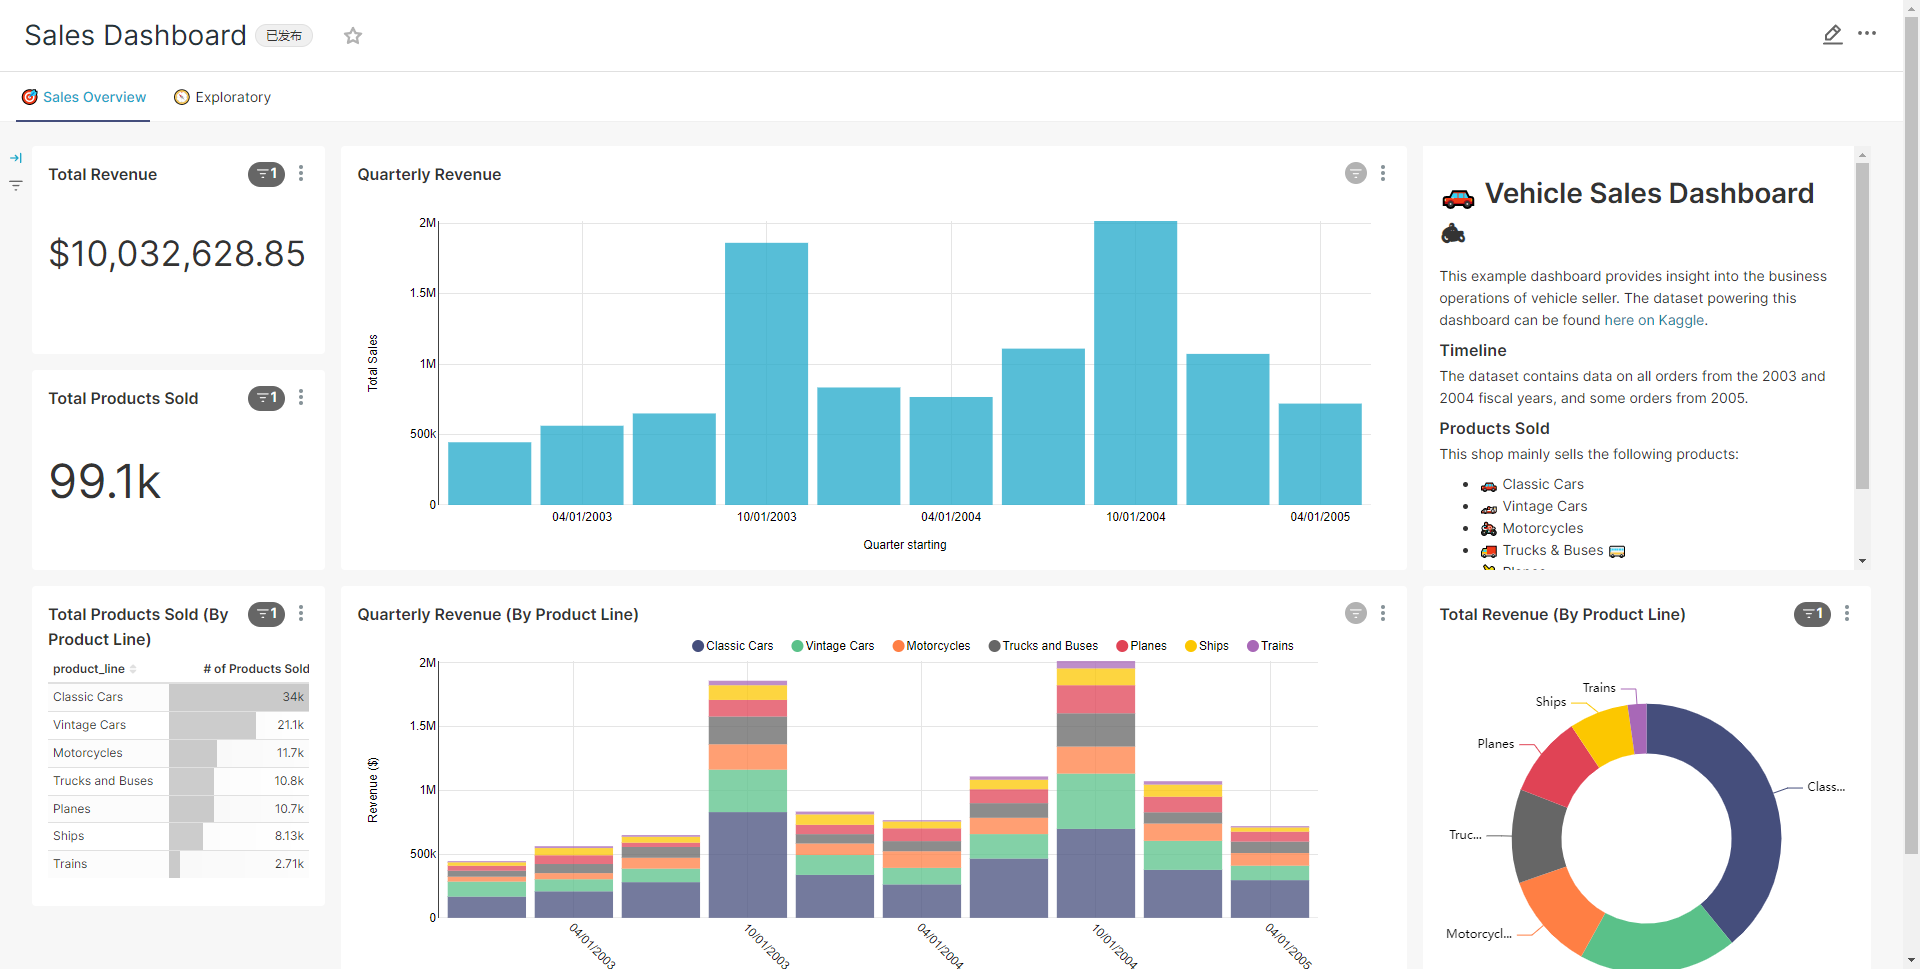 Sales Dashboard 已发布
Sales Overview Exploratory
Total Revenue 1
$10,032,628.85
Total Products Sold 1
99.1k
Quarterly Revenue
Total Sales
2M
1.5M
1M
500k
0
04/01/2003 10/01/2003 04/01/2004 10/01/2004 04/01/2005
Quarter starting
Vehicle Sales Dashboard
This example dashboard provides insight into the business
operations of vehicle seller. The dataset powering this
dashboard can be found here on Kaggle.
Timeline
The dataset contains data on all orders from the 2003 and
2004 fiscal years, and some orders from 2005.
Products Sold
This shop mainly sells the following products:
Classic Cars
Vintage Cars
Motorcycles
Trucks & Buses
Planes
Total Products Sold (By 1
Product Line)
product_line # of Products Sold
Classic Cars 34k
Vintage Cars 21.1k
Motorcycles 11.7k
Trucks and Buses 10.8k
Planes 10.7k
Ships 8.13k
Trains 2.71k
Quarterly Revenue (By Product Line)
Classic Cars Vintage Cars Motorcycles Trucks and Buses Planes Ships Trains
Revenue ($)
2M
1.5M
1M
500k
0
04/01/2003 10/01/2003 04/01/2004 10/01/2004 04/01/2005
Total Revenue (By Product Line) 1
Trains
Ships
Planes
Clas...
Truc...
Motorcycl...